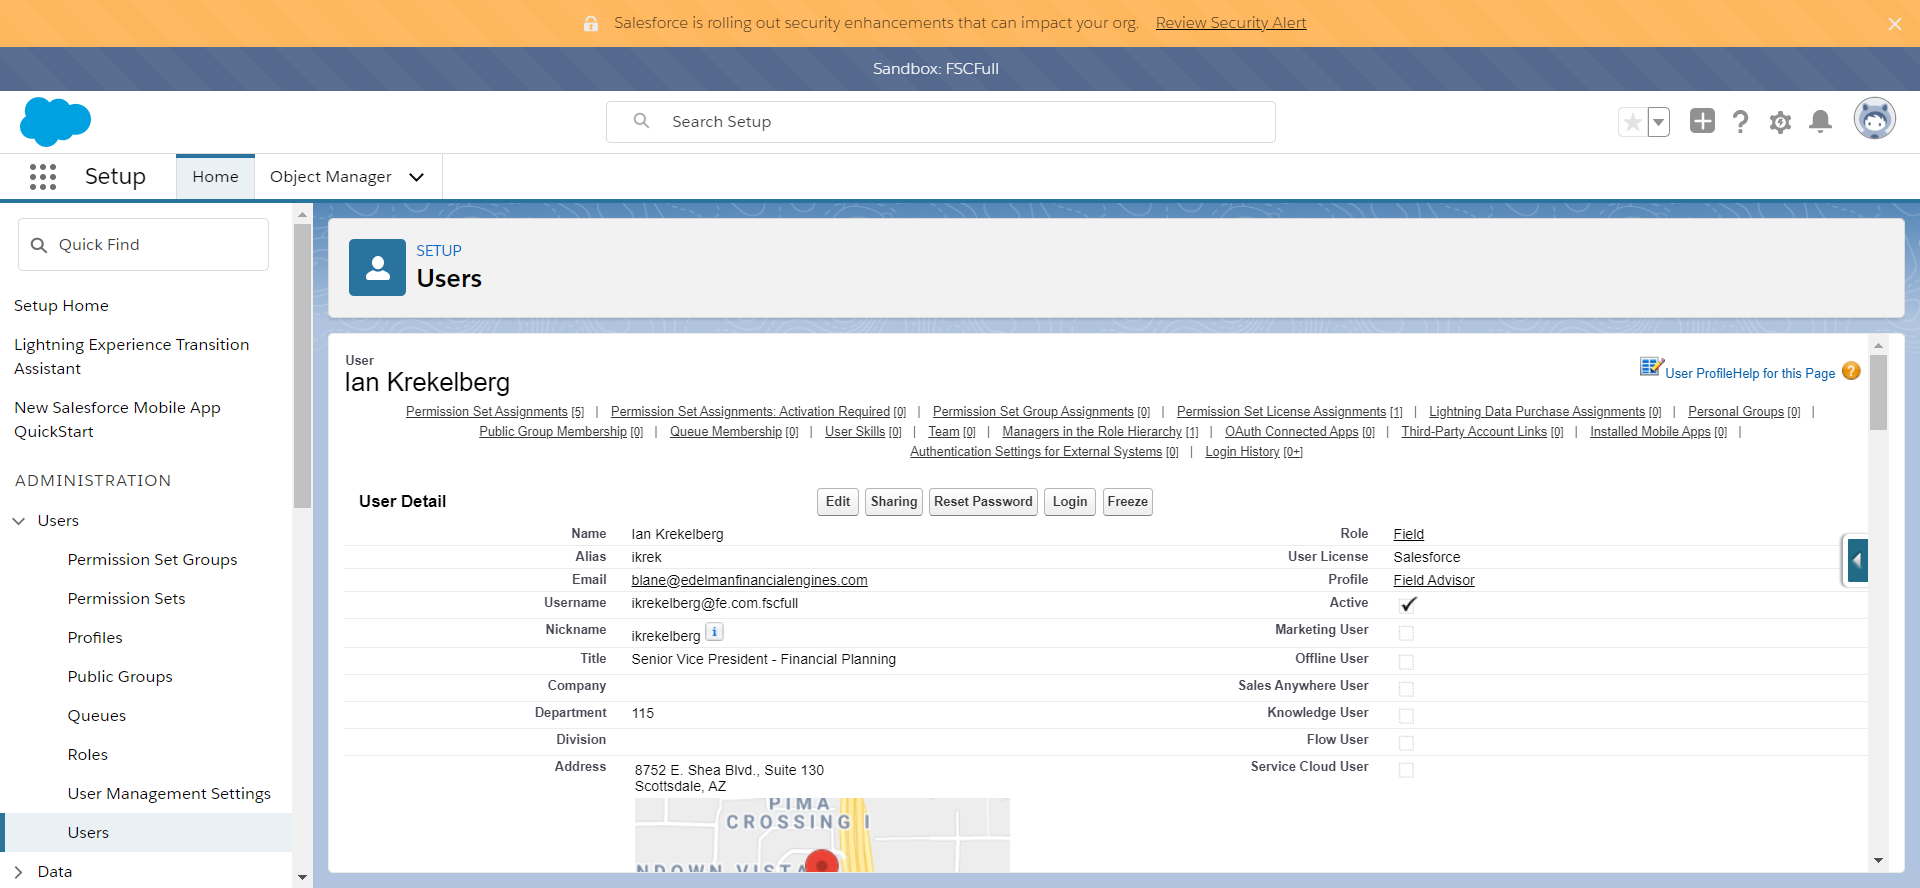 Salesforce is rolling out security enhancements that can impact your org. Review Security Alert
Sandbox: FSCFull
Search Setup
Setup
Home
Object Manager
Quick Find
Setup Home
Lightning Experience Transition
Assistant
New Salesforce Mobile App
QuickStart
ADMINISTRATION
Users
Permission Set Groups
Permission Sets
Profiles
Public Groups
Queues
Roles
User Management Settings
Users
Data
SETUP
Users
User
Ian Krekelberg
User Profile Help for this Page
Permission Set Assignments [5] | Permission Set Assignments: Activation Required [0] | Permission Set Group Assignments [0] | Permission Set License Assignments [1] | Lightning Data Purchase Assignments [0] | Personal Groups [0] |
Public Group Membership [0] | Queue Membership [0] | User Skills [0] | Team [0] | Managers in the Role Hierarchy [1] | OAuth Connected Apps [0] | Third-Party Account Links [0] | Installed Mobile Apps [0] |
Authentication Settings for External Systems [0] | Login History [0+]
User Detail
Edit
Sharing
Reset Password
Login
Freeze
Name Ian Krekelberg
Role Field
Alias ikrek
User License Salesforce
Email blane@edelmanfinancialengines.com
Profile Field Advisor
Username ikrekelberg@fe.com.fscfull
Active
Nickname ikrekelberg
Marketing User
Title Senior Vice President - Financial Planning
Offline User
Company
Sales Anywhere User
Department 115
Knowledge User
Division
Flow User
Address 8752 E. Shea Blvd., Suite 130
Scottsdale, AZ
Service Cloud User
PIMA
CROSSING I
NDOWN VISTA